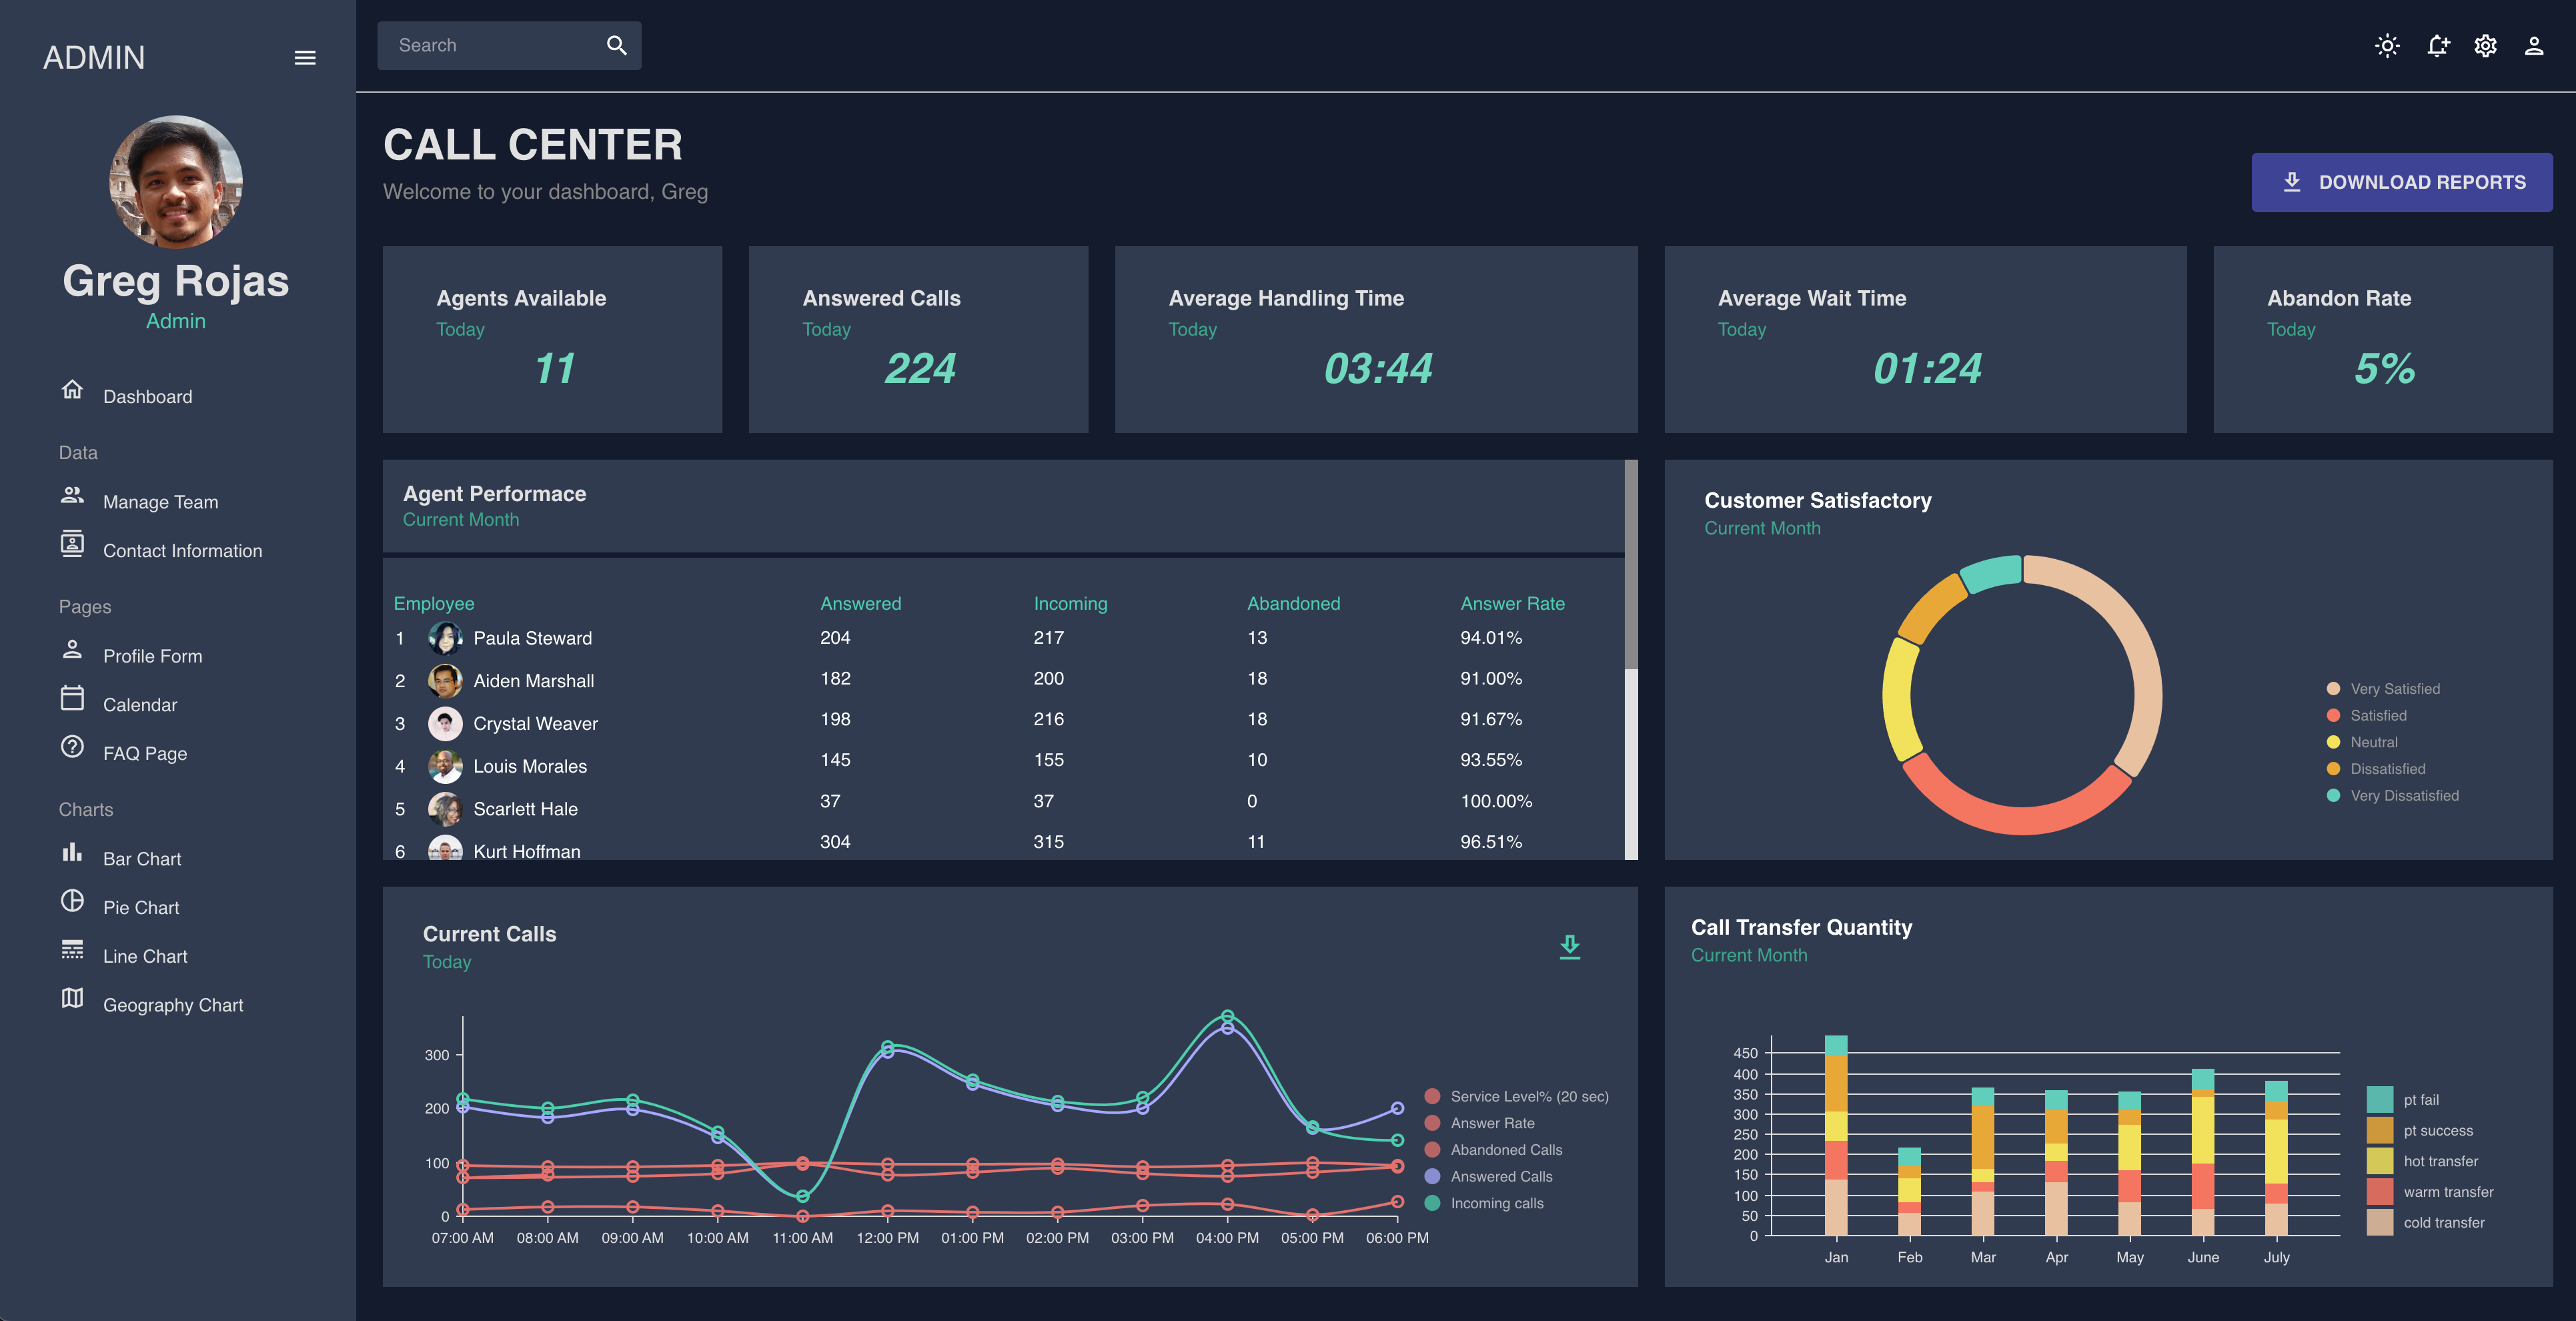 ADMIN
Search
Greg Rojas
Admin
Dashboard
Data
Manage Team
Contact Information
Pages
Profile Form
Calendar
FAQ Page
Charts
Bar Chart
Pie Chart
Line Chart
Geography Chart
CALL CENTER
Welcome to your dashboard, Greg
DOWNLOAD REPORTS
Agents Available
Today
11
Answered Calls
Today
224
Average Handling Time
Today
03:44
Average Wait Time
Today
01:24
Abandon Rate
Today
5%
Agent Performace
Current Month
Employee Answered Incoming Abandoned Answer Rate
1 Paula Steward 204 217 13 94.01%
2 Aiden Marshall 182 200 18 91.00%
3 Crystal Weaver 198 216 18 91.67%
4 Louis Morales 145 155 10 93.55%
5 Scarlett Hale 37 37 0 100.00%
6 Kurt Hoffman 304 315 11 96.51%
Customer Satisfactory
Current Month
Very Satisfied
Satisfied
Neutral
Dissatisfied
Very Dissatisfied
Current Calls
Today
300
200
100
0
07:00 AM 08:00 AM 09:00 AM 10:00 AM 11:00 AM 12:00 PM 01:00 PM 02:00 PM 03:00 PM 04:00 PM 05:00 PM 06:00 PM
Service Level% (20 sec)
Answer Rate
Abandoned Calls
Answered Calls
Incoming calls
Call Transfer Quantity
Current Month
450
400
350
300
250
200
150
100
50
0
Jan Feb Mar Apr May June July
pt fail
pt success
hot transfer
warm transfer
cold transfer